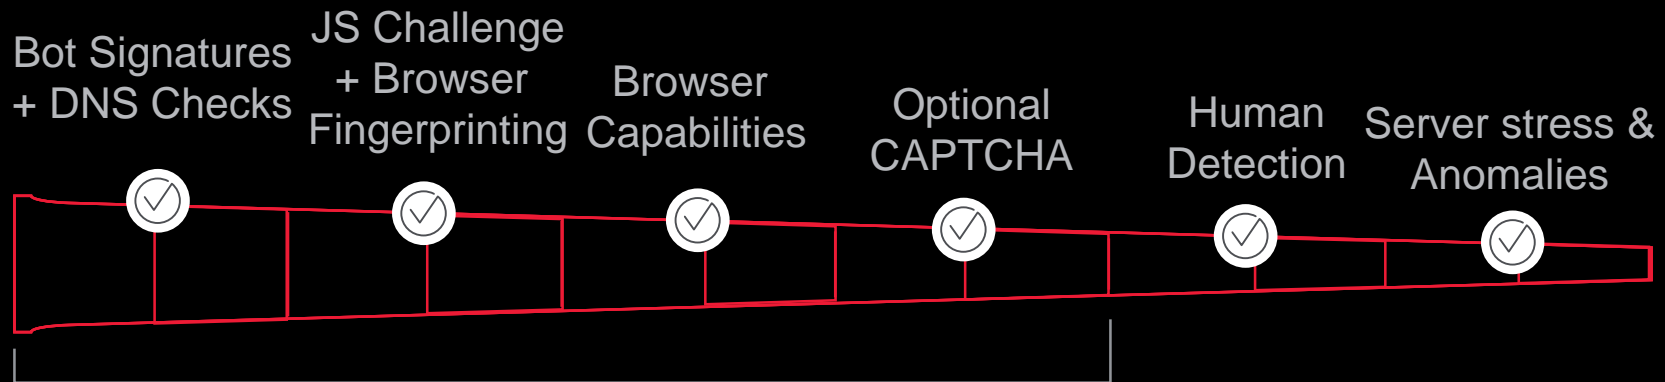 Bot Signatures
+ DNS Checks
JS Challenge
+ Browser
Fingerprinting
Browser
Capabilities
Optional
CAPTCHA
Human
Detection
Server stress &
Anomalies